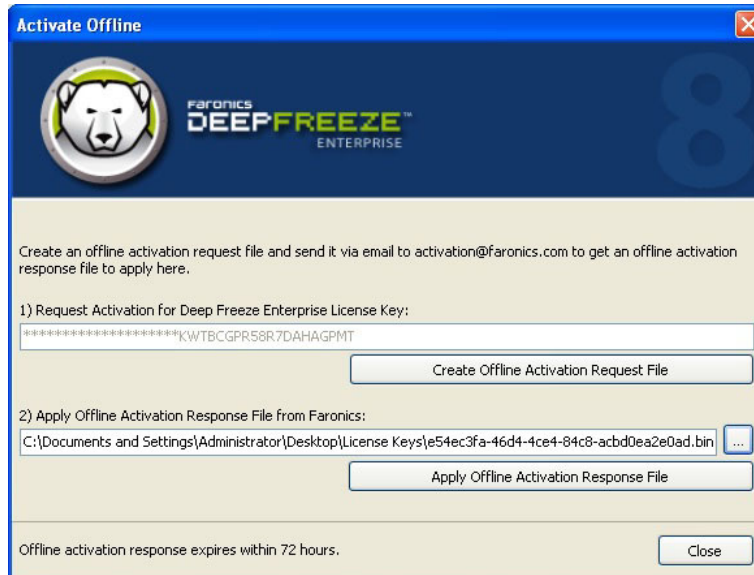 Activate Offline
8
FARONICS
DEEPFREEZE™
ENTERPRISE
Create an offline activation request file and send it via email to activation@faronics.com to get an offline activation
response file to apply here.
1) Request Activation for Deep Freeze Enterprise License Key:
********************KWTBCGPR58R7DAHAGPMT
Create Offline Activation Request File
2) Apply Offline Activation Response File from Faronics:
C:\Documents and Settings\Administrator\Desktop\License Keys\e54ec3fa-46d4-4ce4-84c8-acbd0ea2e0ad.bin
...
Apply Offline Activation Response File
Offline activation response expires within 72 hours.
Close